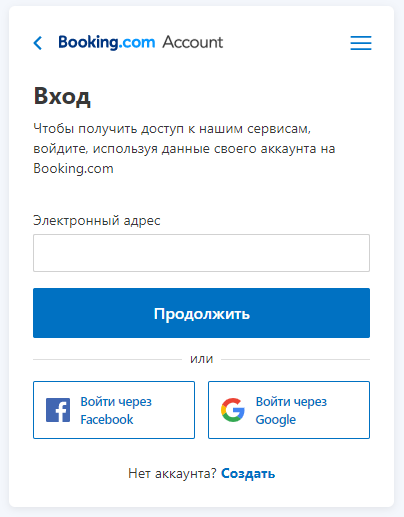 Booking.com Account
Вход
Чтобы получить доступ к нашим сервисам,
войдите, используя данные своего аккаунта на
Booking.com
Электронный адрес
Продолжить
или
Войти через
Facebook
Войти через
Google
Нет аккаунта? Создать